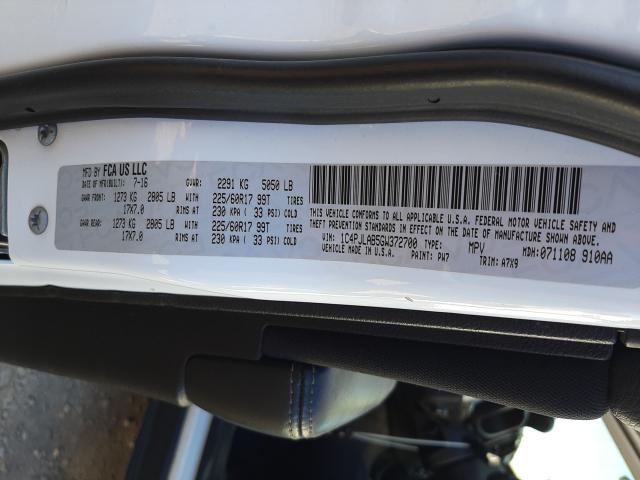 MFD BY FCA US LLC
DATE OF MFR(BUILT): 7-16 GVWR: 2291 KG 5050 LB
GAWR FRONT: 1273 KG 2805 LB WITH 225/60R17 99T TIRES
17X7.0 RIMS AT 230 KPA ( 33 PSI) COLD
GAWR REAR: 1273 KG 2805 LB WITH 225/60R17 99T TIRES
17X7.0 RIMS AT 230 KPA ( 33 PSI) COLD
THIS VEHICLE CONFORMS TO ALL APPLICABLE U.S.A. FEDERAL MOTOR VEHICLE SAFETY AND
THEFT PREVENTION STANDARDS IN EFFECT ON THE DATE OF MANUFACTURE SHOWN ABOVE.
VIN: 1C4PJLAB5GW372700 TYPE: MPV MDH: 071108 910AA
VEHICLE MADE IN U.S.A. PAINT: PW7 TRIM: A7X9